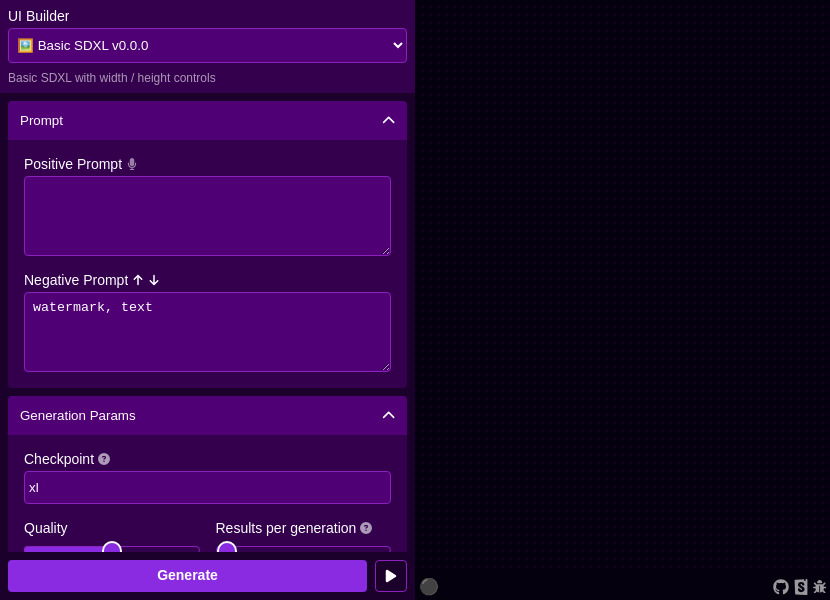 UI Builder
Basic SDXL v0.0.0
Basic SDXL with width / height controls
Prompt
Positive Prompt
Negative Prompt
watermark, text
Generation Params
Checkpoint
xl
Quality
Results per generation
Generate